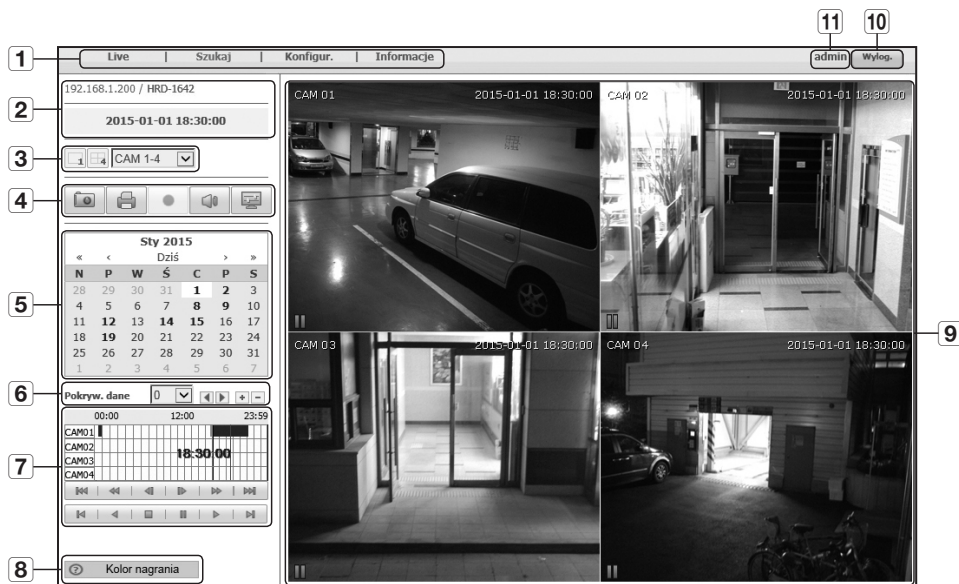 11 10
1 Live | Szukaj | Konfigur. | Informacje admin Wylog.
2 192.168.1.200 / HRD-1642
2015-01-01 18:30:00
3 1 4 CAM 1-4
4
5 Sty 2015
« ‹ Dziś › »
N P W Ś C P S
28 29 30 31 1 2 3
4 5 6 7 8 9 10
11 12 13 14 15 16 17
18 19 20 21 22 23 24
25 26 27 28 29 30 31
1 2 3 4 5 6 7
6 Pokryw. dane 0
7 00:00 12:00 23:59
CAM01
CAM02
CAM03
CAM04
18:30:00
8 Kolor nagrania
CAM 01 2015-01-01 18:30:00
CAM 02 2015-01-01 18:30:00
9
CAM 03 2015-01-01 18:30:00
CAM 04 2015-01-01 18:30:00